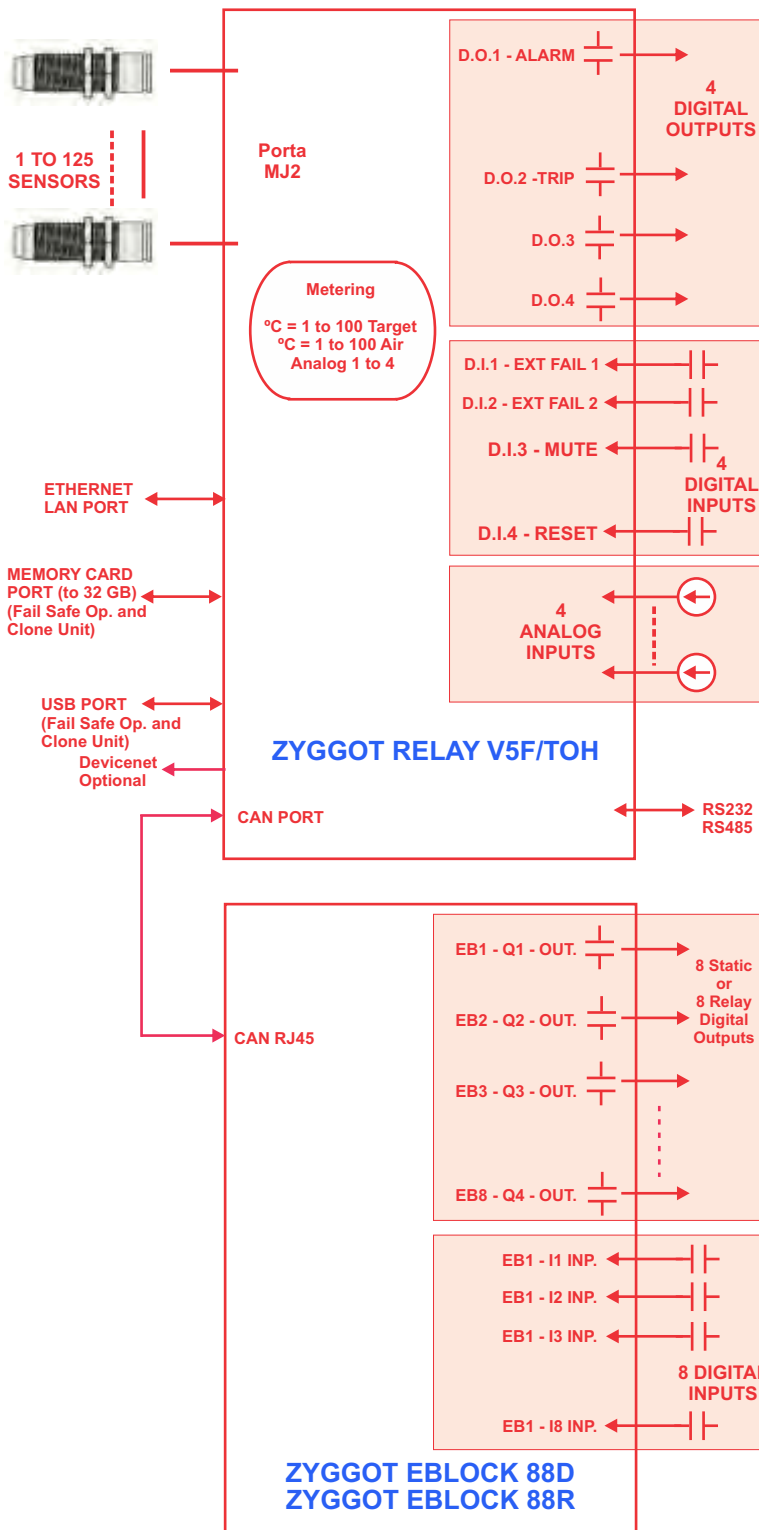 1 TO 125
SENSORS
Porta
MJ2
Metering
ºC = 1 to 100 Target
ºC = 1 to 100 Air
Analog 1 to 4
D.O.1 - ALARM
D.O.2 -TRIP
D.O.3
D.O.4
4
DIGITAL
OUTPUTS
D.I.1 - EXT FAIL 1
D.I.2 - EXT FAIL 2
D.I.3 - MUTE
D.I.4 - RESET
4
DIGITAL
INPUTS
4
ANALOG
INPUTS
ETHERNET
LAN PORT
MEMORY CARD
PORT (to 32 GB)
(Fail Safe Op. and
Clone Unit)
USB PORT
(Fail Safe Op. and
Clone Unit)
Devicenet
Optional
ZYGGOT RELAY V5F/TOH
CAN PORT
RS232
RS485
CAN RJ45
EB1 - Q1 - OUT.
EB2 - Q2 - OUT.
EB3 - Q3 - OUT.
EB8 - Q4 - OUT.
8 Static
or
8 Relay
Digital
Outputs
EB1 - I1 INP.
EB1 - I2 INP.
EB1 - I3 INP.
EB1 - I8 INP.
8 DIGITAL
INPUTS
ZYGGOT EBLOCK 88D
ZYGGOT EBLOCK 88R